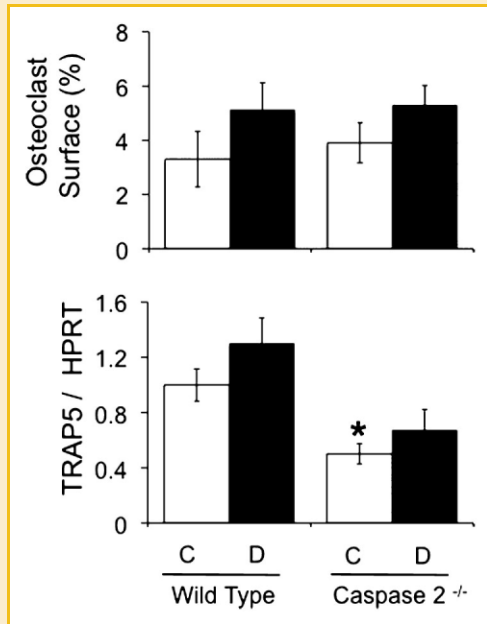 Osteoclast
Surface (%)
8
6
4
2
0
TRAP5 / HPRT
1.6
1.2
0.8
0.4
0
*
C D C D
Wild Type Caspase 2 -/-